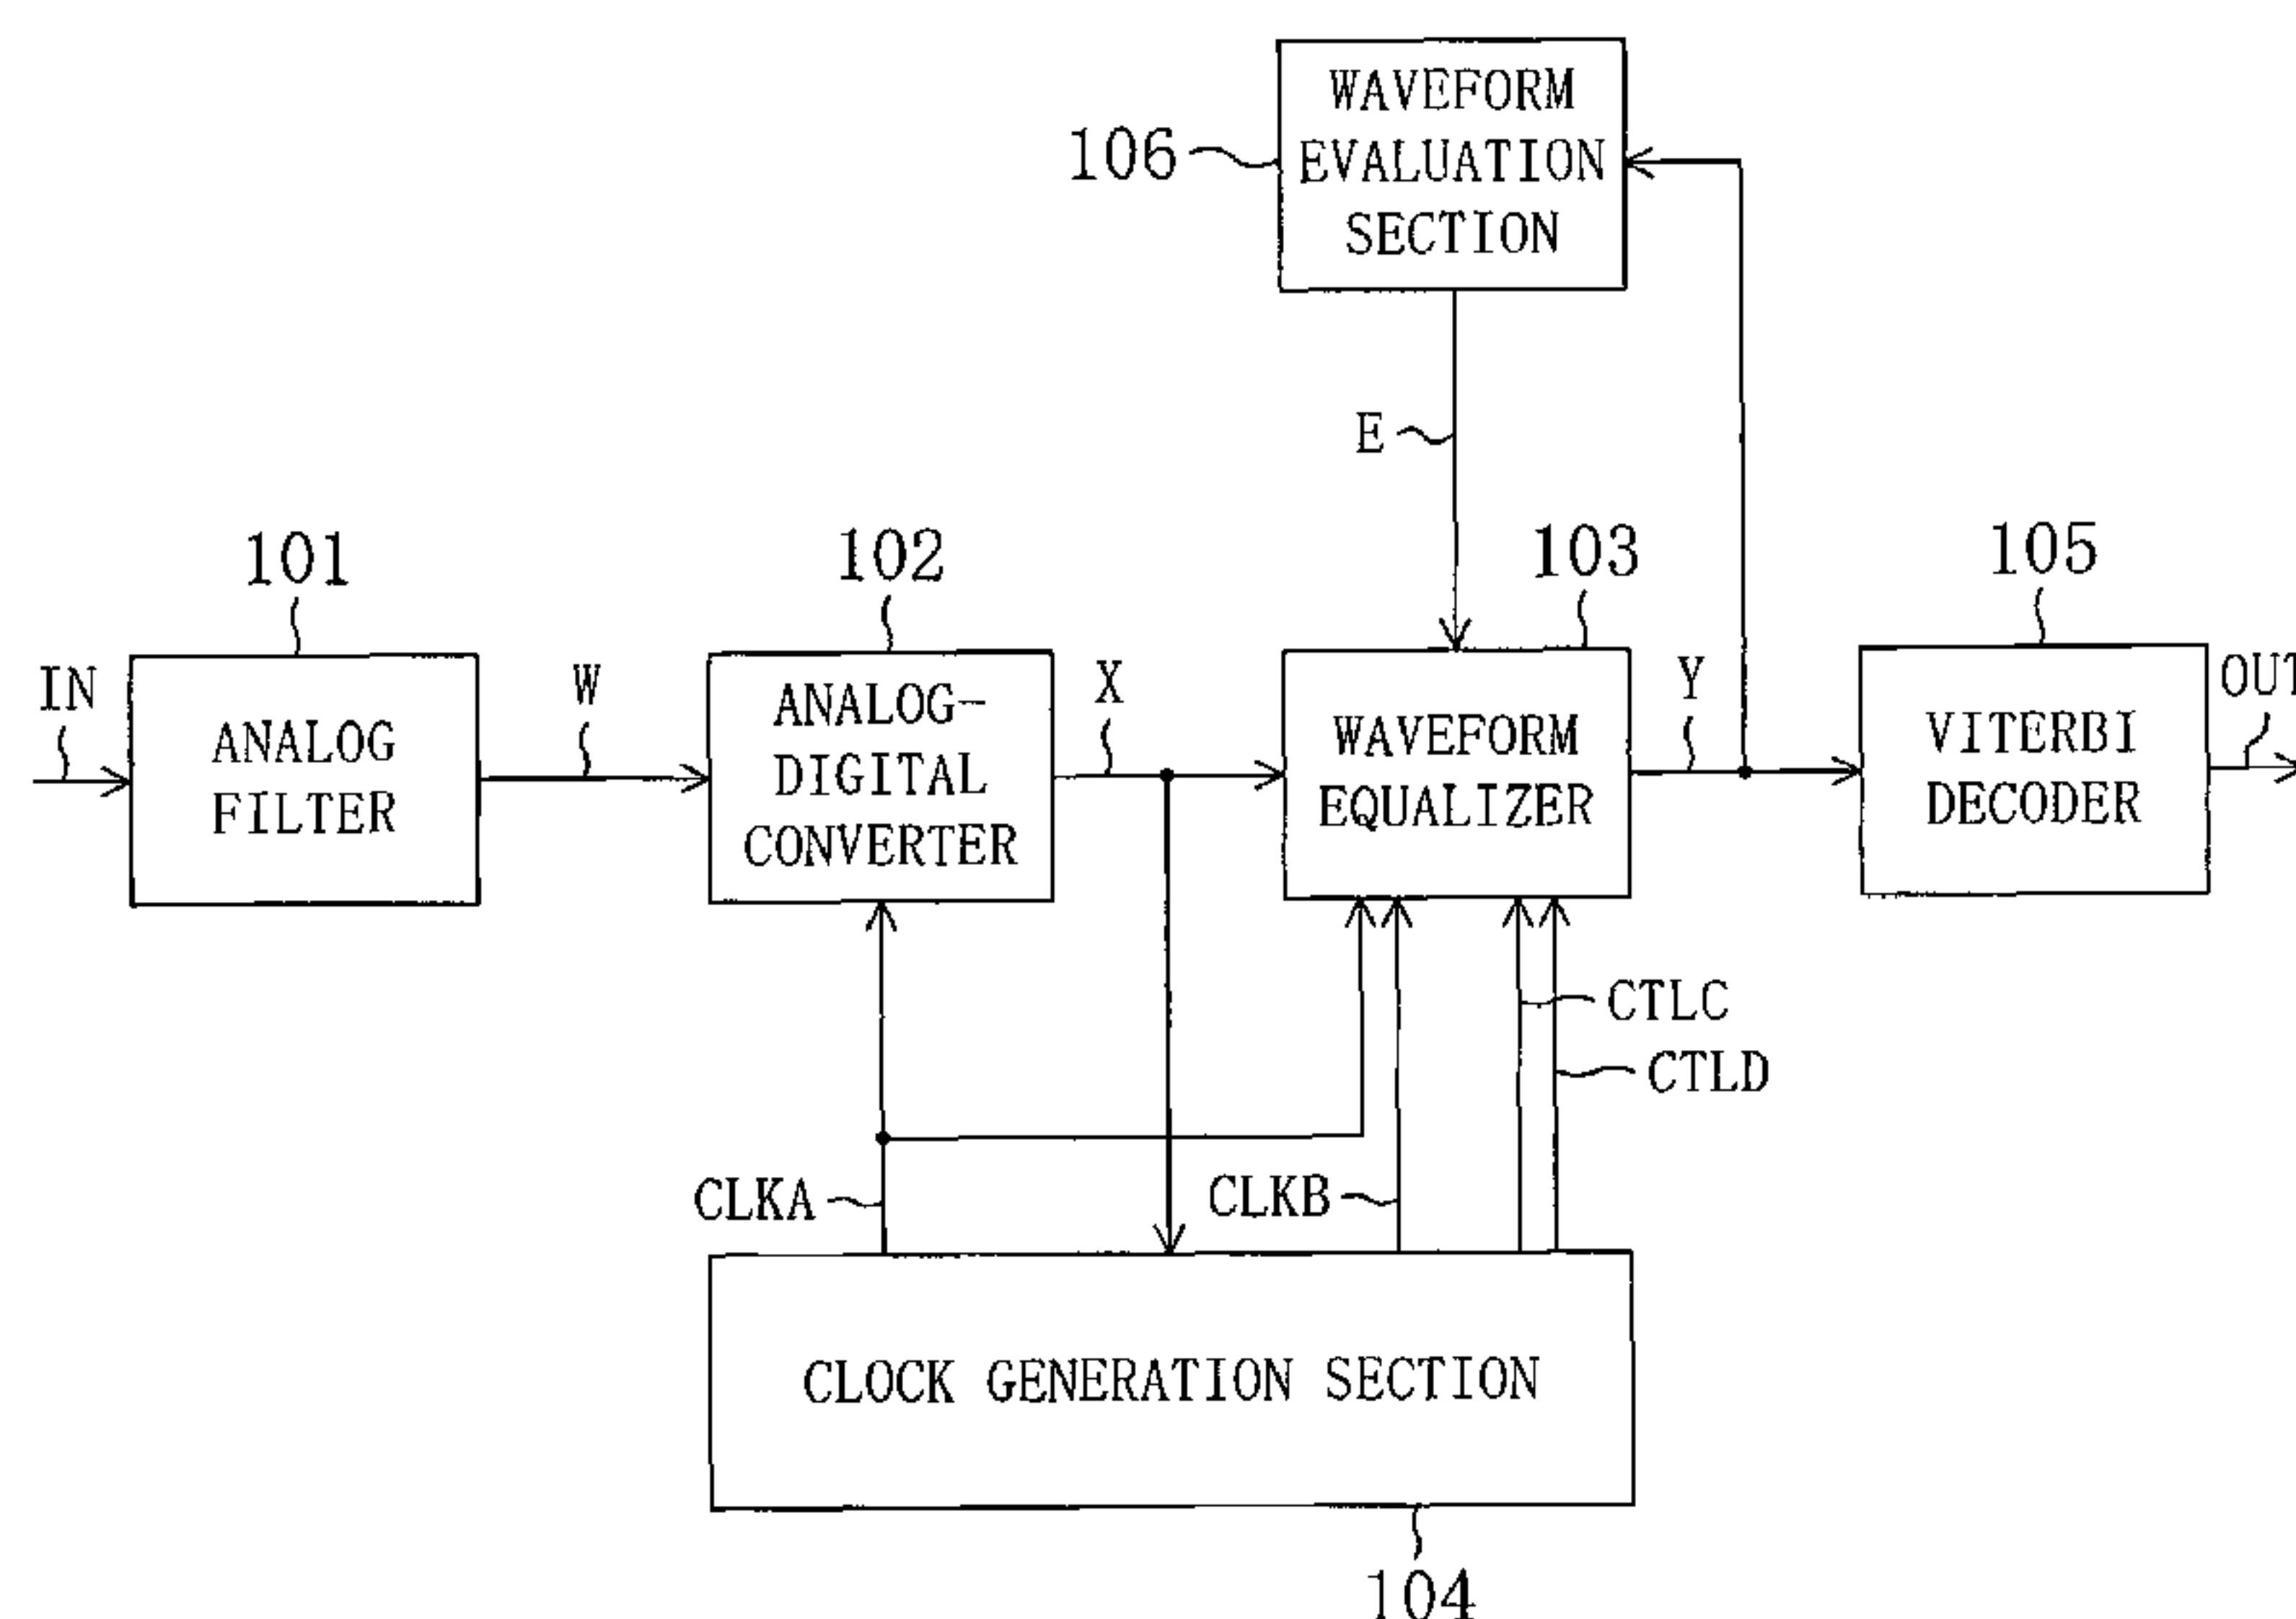 WAVEFORM
EVALUATION
SECTION
106
E
101
102
103
105
IN
W
X
Y
OUT
ANALOG
FILTER
ANALOG-
DIGITAL
CONVERTER
WAVEFORM
EQUALIZER
VITERBI
DECODER
CTLC
CTLD
CLKA
CLKB
CLOCK GENERATION SECTION
104